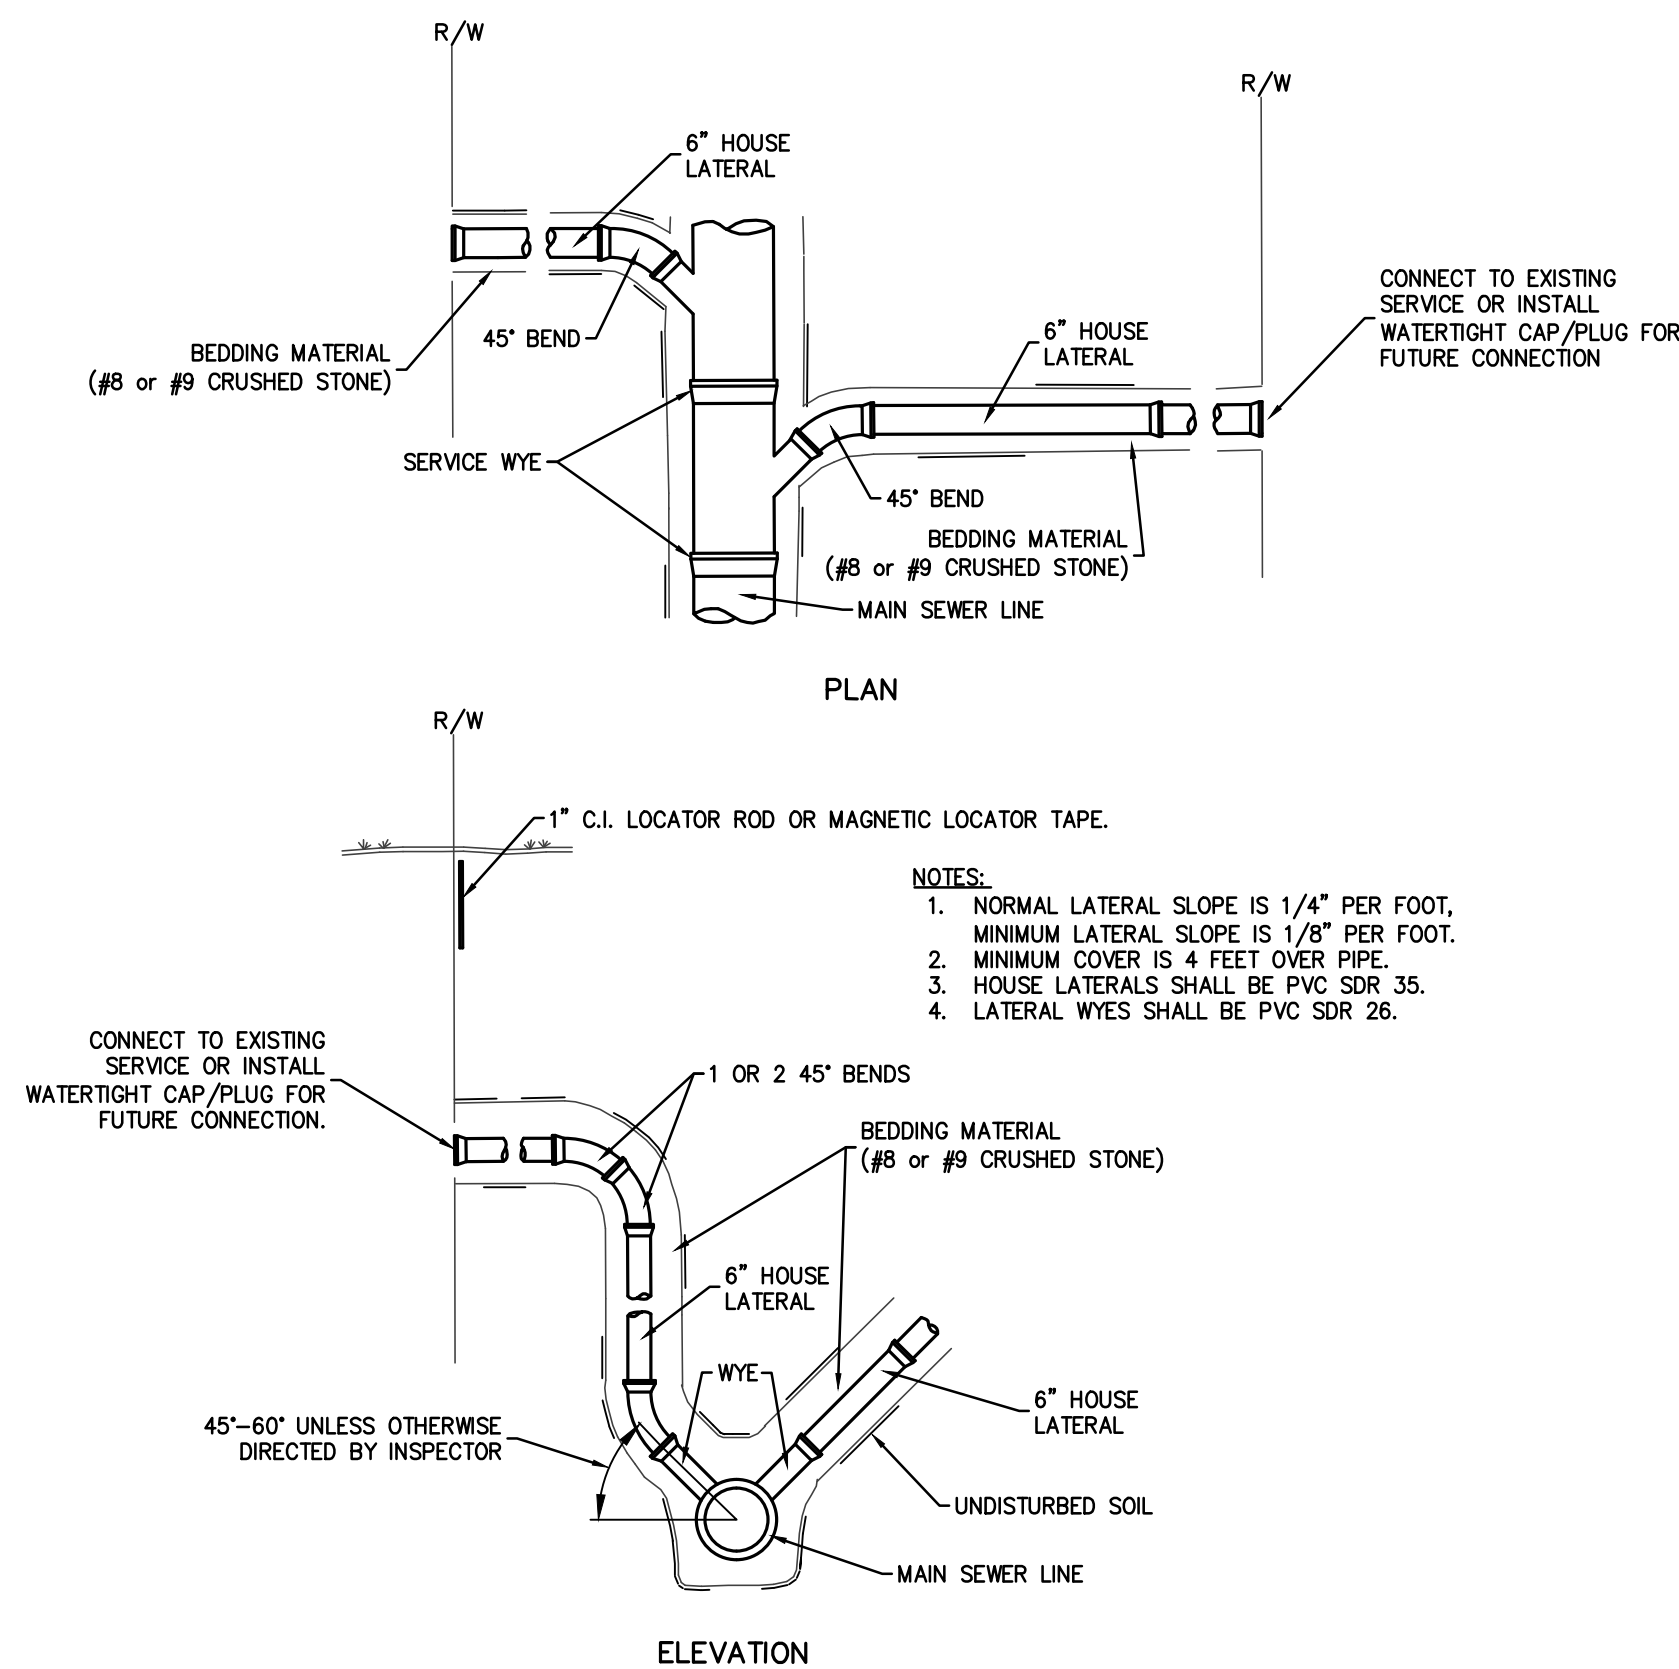 R/W
R/W
6" HOUSE
LATERAL
CONNECT TO EXISTING
SERVICE OR INSTALL
WATERTIGHT CAP/PLUG FOR
FUTURE CONNECTION
45° BEND
6" HOUSE
LATERAL
BEDDING MATERIAL
(#8 or #9 CRUSHED STONE)
SERVICE WYE
45° BEND
BEDDING MATERIAL
(#8 or #9 CRUSHED STONE)
MAIN SEWER LINE
PLAN
R/W
1" C.I. LOCATOR ROD OR MAGNETIC LOCATOR TAPE.
NOTES:
1. NORMAL LATERAL SLOPE IS 1/4" PER FOOT,
MINIMUM LATERAL SLOPE IS 1/8" PER FOOT.
2. MINIMUM COVER IS 4 FEET OVER PIPE.
3. HOUSE LATERALS SHALL BE PVC SDR 35.
4. LATERAL WYES SHALL BE PVC SDR 26.
CONNECT TO EXISTING
SERVICE OR INSTALL
WATERTIGHT CAP/PLUG FOR
FUTURE CONNECTION.
1 OR 2 45° BENDS
BEDDING MATERIAL
(#8 or #9 CRUSHED STONE)
6" HOUSE
LATERAL
WYE
6" HOUSE
LATERAL
45°-60° UNLESS OTHERWISE
DIRECTED BY INSPECTOR
UNDISTURBED SOIL
MAIN SEWER LINE
ELEVATION